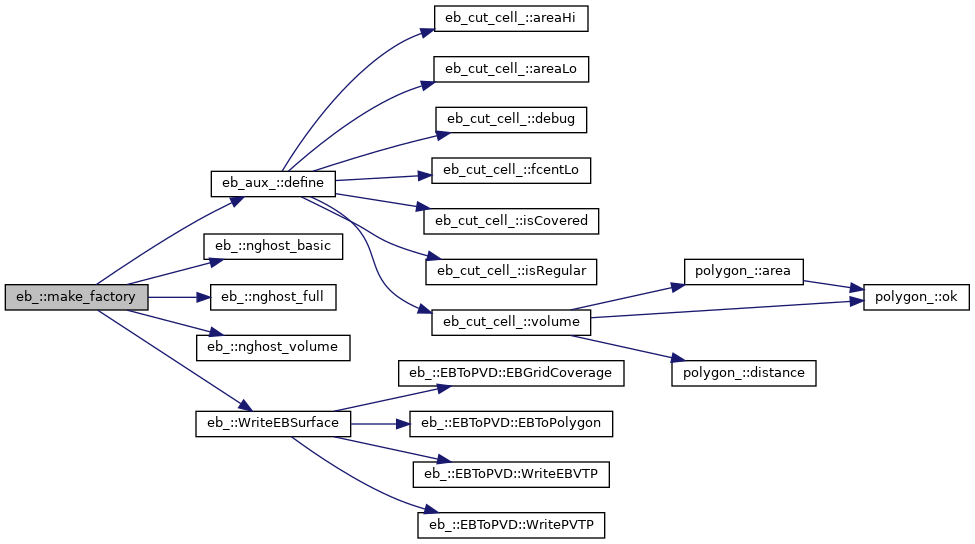 eb_cut_cell_::areaHi
eb_cut_cell_::areaLo
eb_cut_cell_::debug
eb_cut_cell_::fcentLo
eb_aux_::define
eb_cut_cell_::isCovered
eb_::nghost_basic
eb_cut_cell_::isRegular
polygon_::area
eb_::make_factory
eb_::nghost_full
polygon_::ok
eb_cut_cell_::volume
eb_::nghost_volume
eb_::EBToPVD::EBGridCoverage
polygon_::distance
eb_::WriteEBSurface
eb_::EBToPVD::EBToPolygon
eb_::EBToPVD::WriteEBVTP
eb_::EBToPVD::WritePVTP